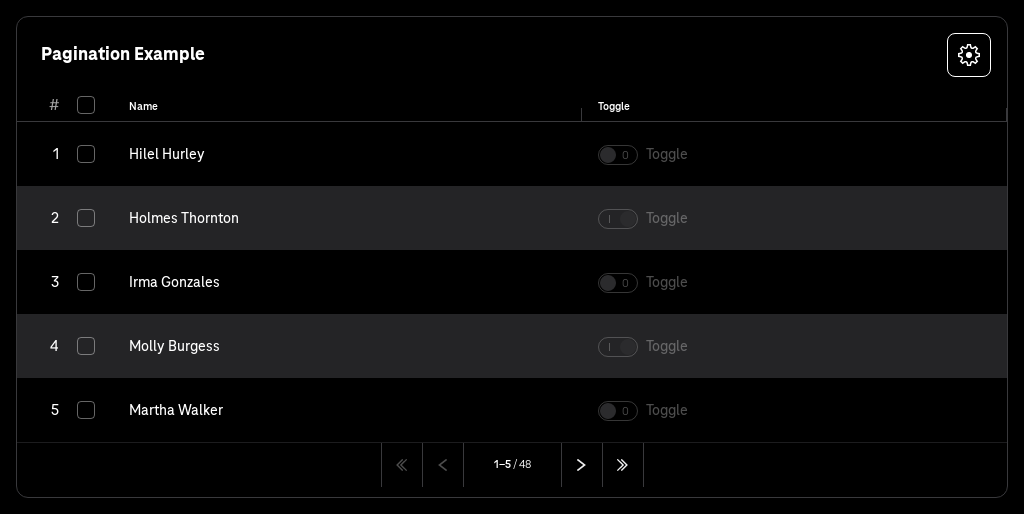 Pagination Example
# Name Toggle
1 Hilel Hurley 0 Toggle
2 Holmes Thornton I Toggle
3 Irma Gonzales 0 Toggle
4 Molly Burgess I Toggle
5 Martha Walker 0 Toggle
1–5 / 48